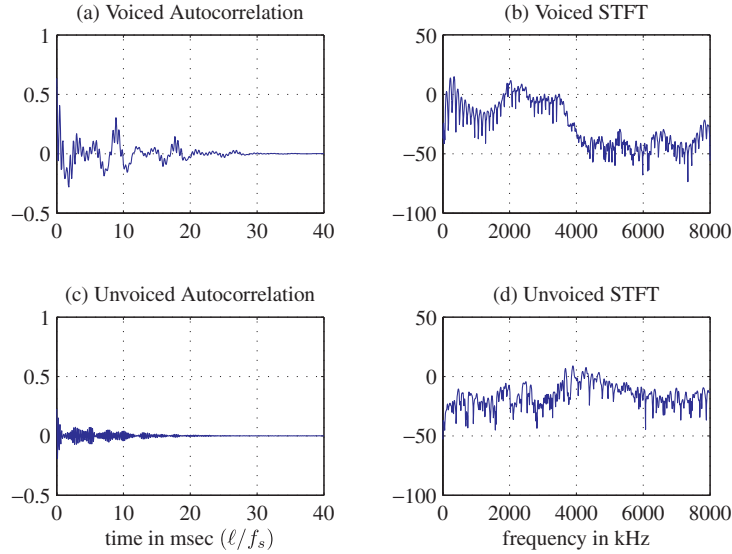 (a) Voiced Autocorrelation
1
0.5
0
−0.5
0 10 20 30 40
(b) Voiced STFT
50
0
−50
−100
0 2000 4000 6000 8000
(c) Unvoiced Autocorrelation
1
0.5
0
−0.5
0 10 20 30 40
time in msec (ℓ/fₛ)
(d) Unvoiced STFT
50
0
−50
−100
0 2000 4000 6000 8000
frequency in kHz